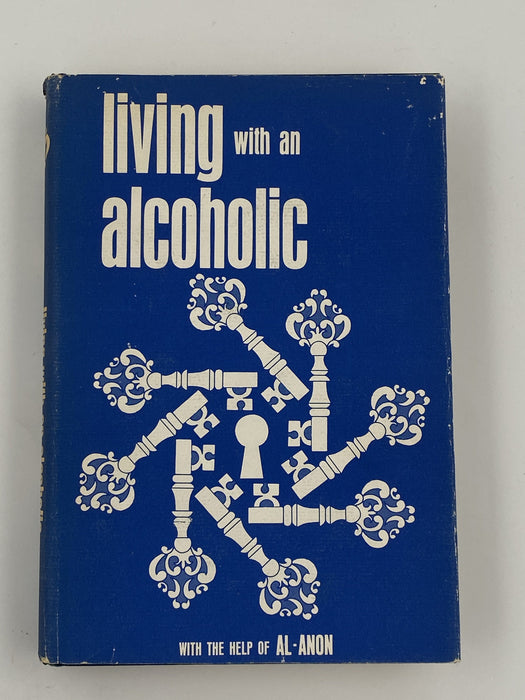 living with an
alcoholic
WITH THE HELP OF AL-ANON